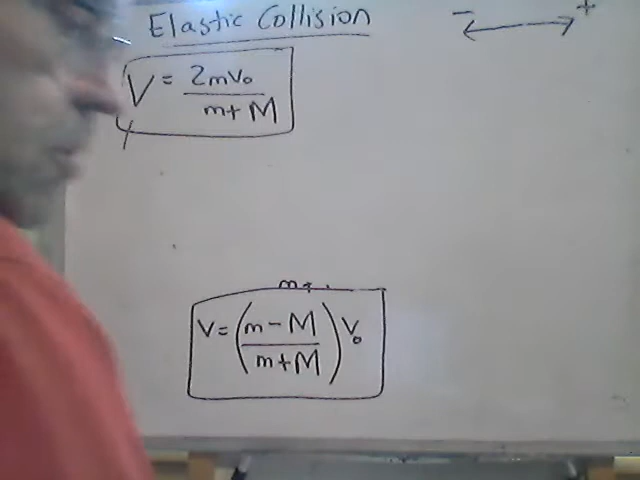 Elastic Collision
- +
V = 2mv₀ / m+M
m+
v = (m-M / m+M) v₀